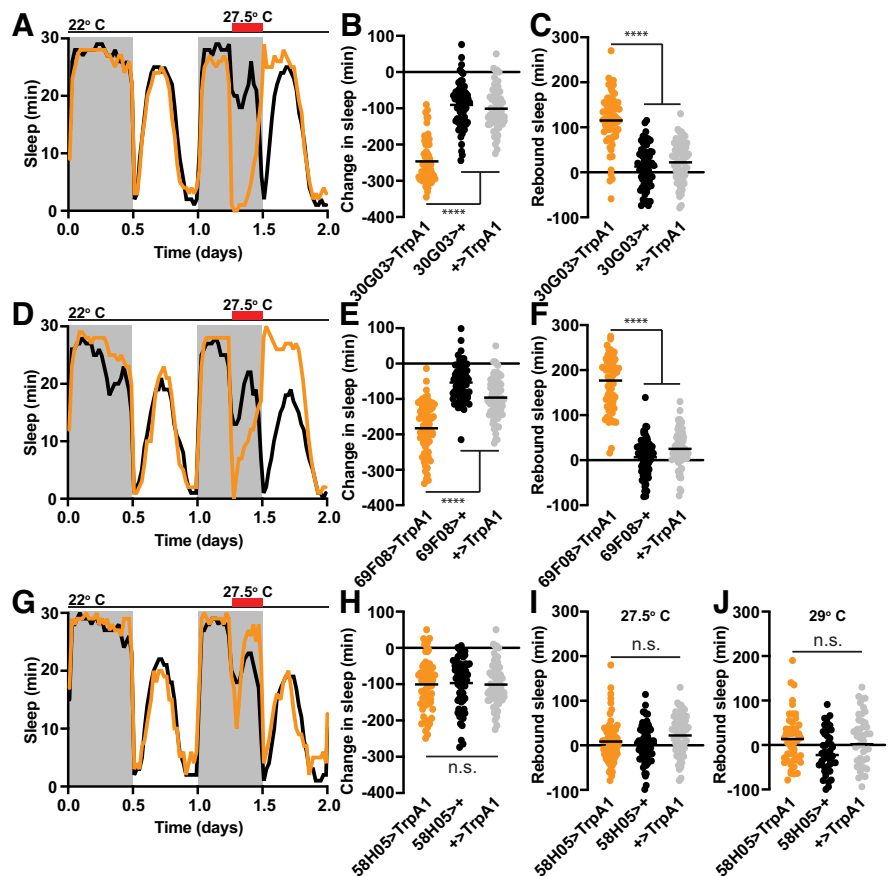 A
22° C
27.5° C
30
20
10
0
Sleep (min)
0.0 0.5 1.0 1.5 2.0
Time (days)
B
100
0
-100
-200
-300
-400
Change in sleep (min)
****
30G03>TrpA1
30G03>+
+>TrpA1
C
300
200
100
0
-100
Rebound sleep (min)
****
30G03>TrpA1
30G03>+
+>TrpA1
D
22° C
27.5° C
30
20
10
0
Sleep (min)
0.0 0.5 1.0 1.5 2.0
Time (days)
E
100
0
-100
-200
-300
-400
Change in sleep (min)
****
69F08>TrpA1
69F08>+
+>TrpA1
F
300
200
100
0
-100
Rebound sleep (min)
****
69F08>TrpA1
69F08>+
+>TrpA1
G
22° C
27.5° C
30
20
10
0
Sleep (min)
0.0 0.5 1.0 1.5 2.0
Time (days)
H
100
0
-100
-200
-300
-400
Change in sleep (min)
n.s.
58H05>TrpA1
58H05>+
+>TrpA1
I
27.5° C
300
200
100
0
-100
Rebound sleep (min)
n.s.
58H05>TrpA1
58H05>+
+>TrpA1
J
29° C
300
200
100
0
-100
Rebound sleep (min)
n.s.
58H05>TrpA1
58H05>+
+>TrpA1